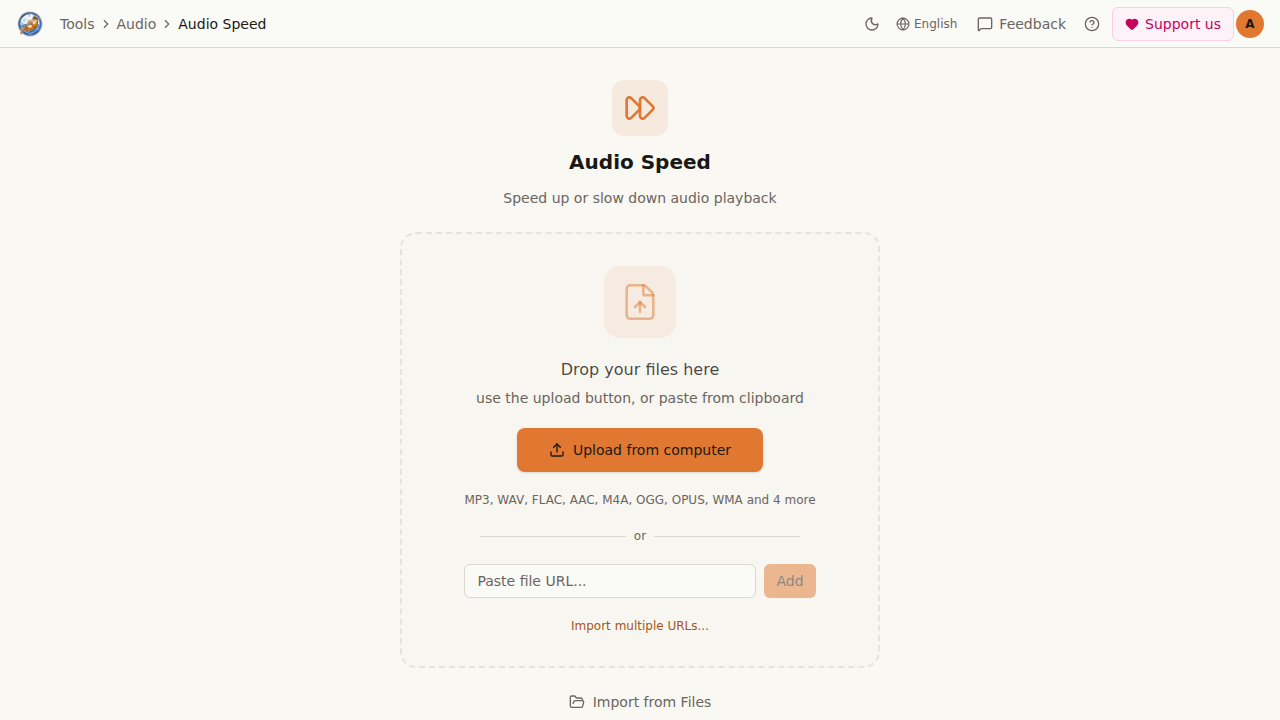 Tools > Audio > Audio Speed
English
Feedback
Support us
A
Audio Speed
Speed up or slow down audio playback
Drop your files here
use the upload button, or paste from clipboard
Upload from computer
MP3, WAV, FLAC, AAC, M4A, OGG, OPUS, WMA and 4 more
or
Paste file URL...
Add
Import multiple URLs...
Import from Files